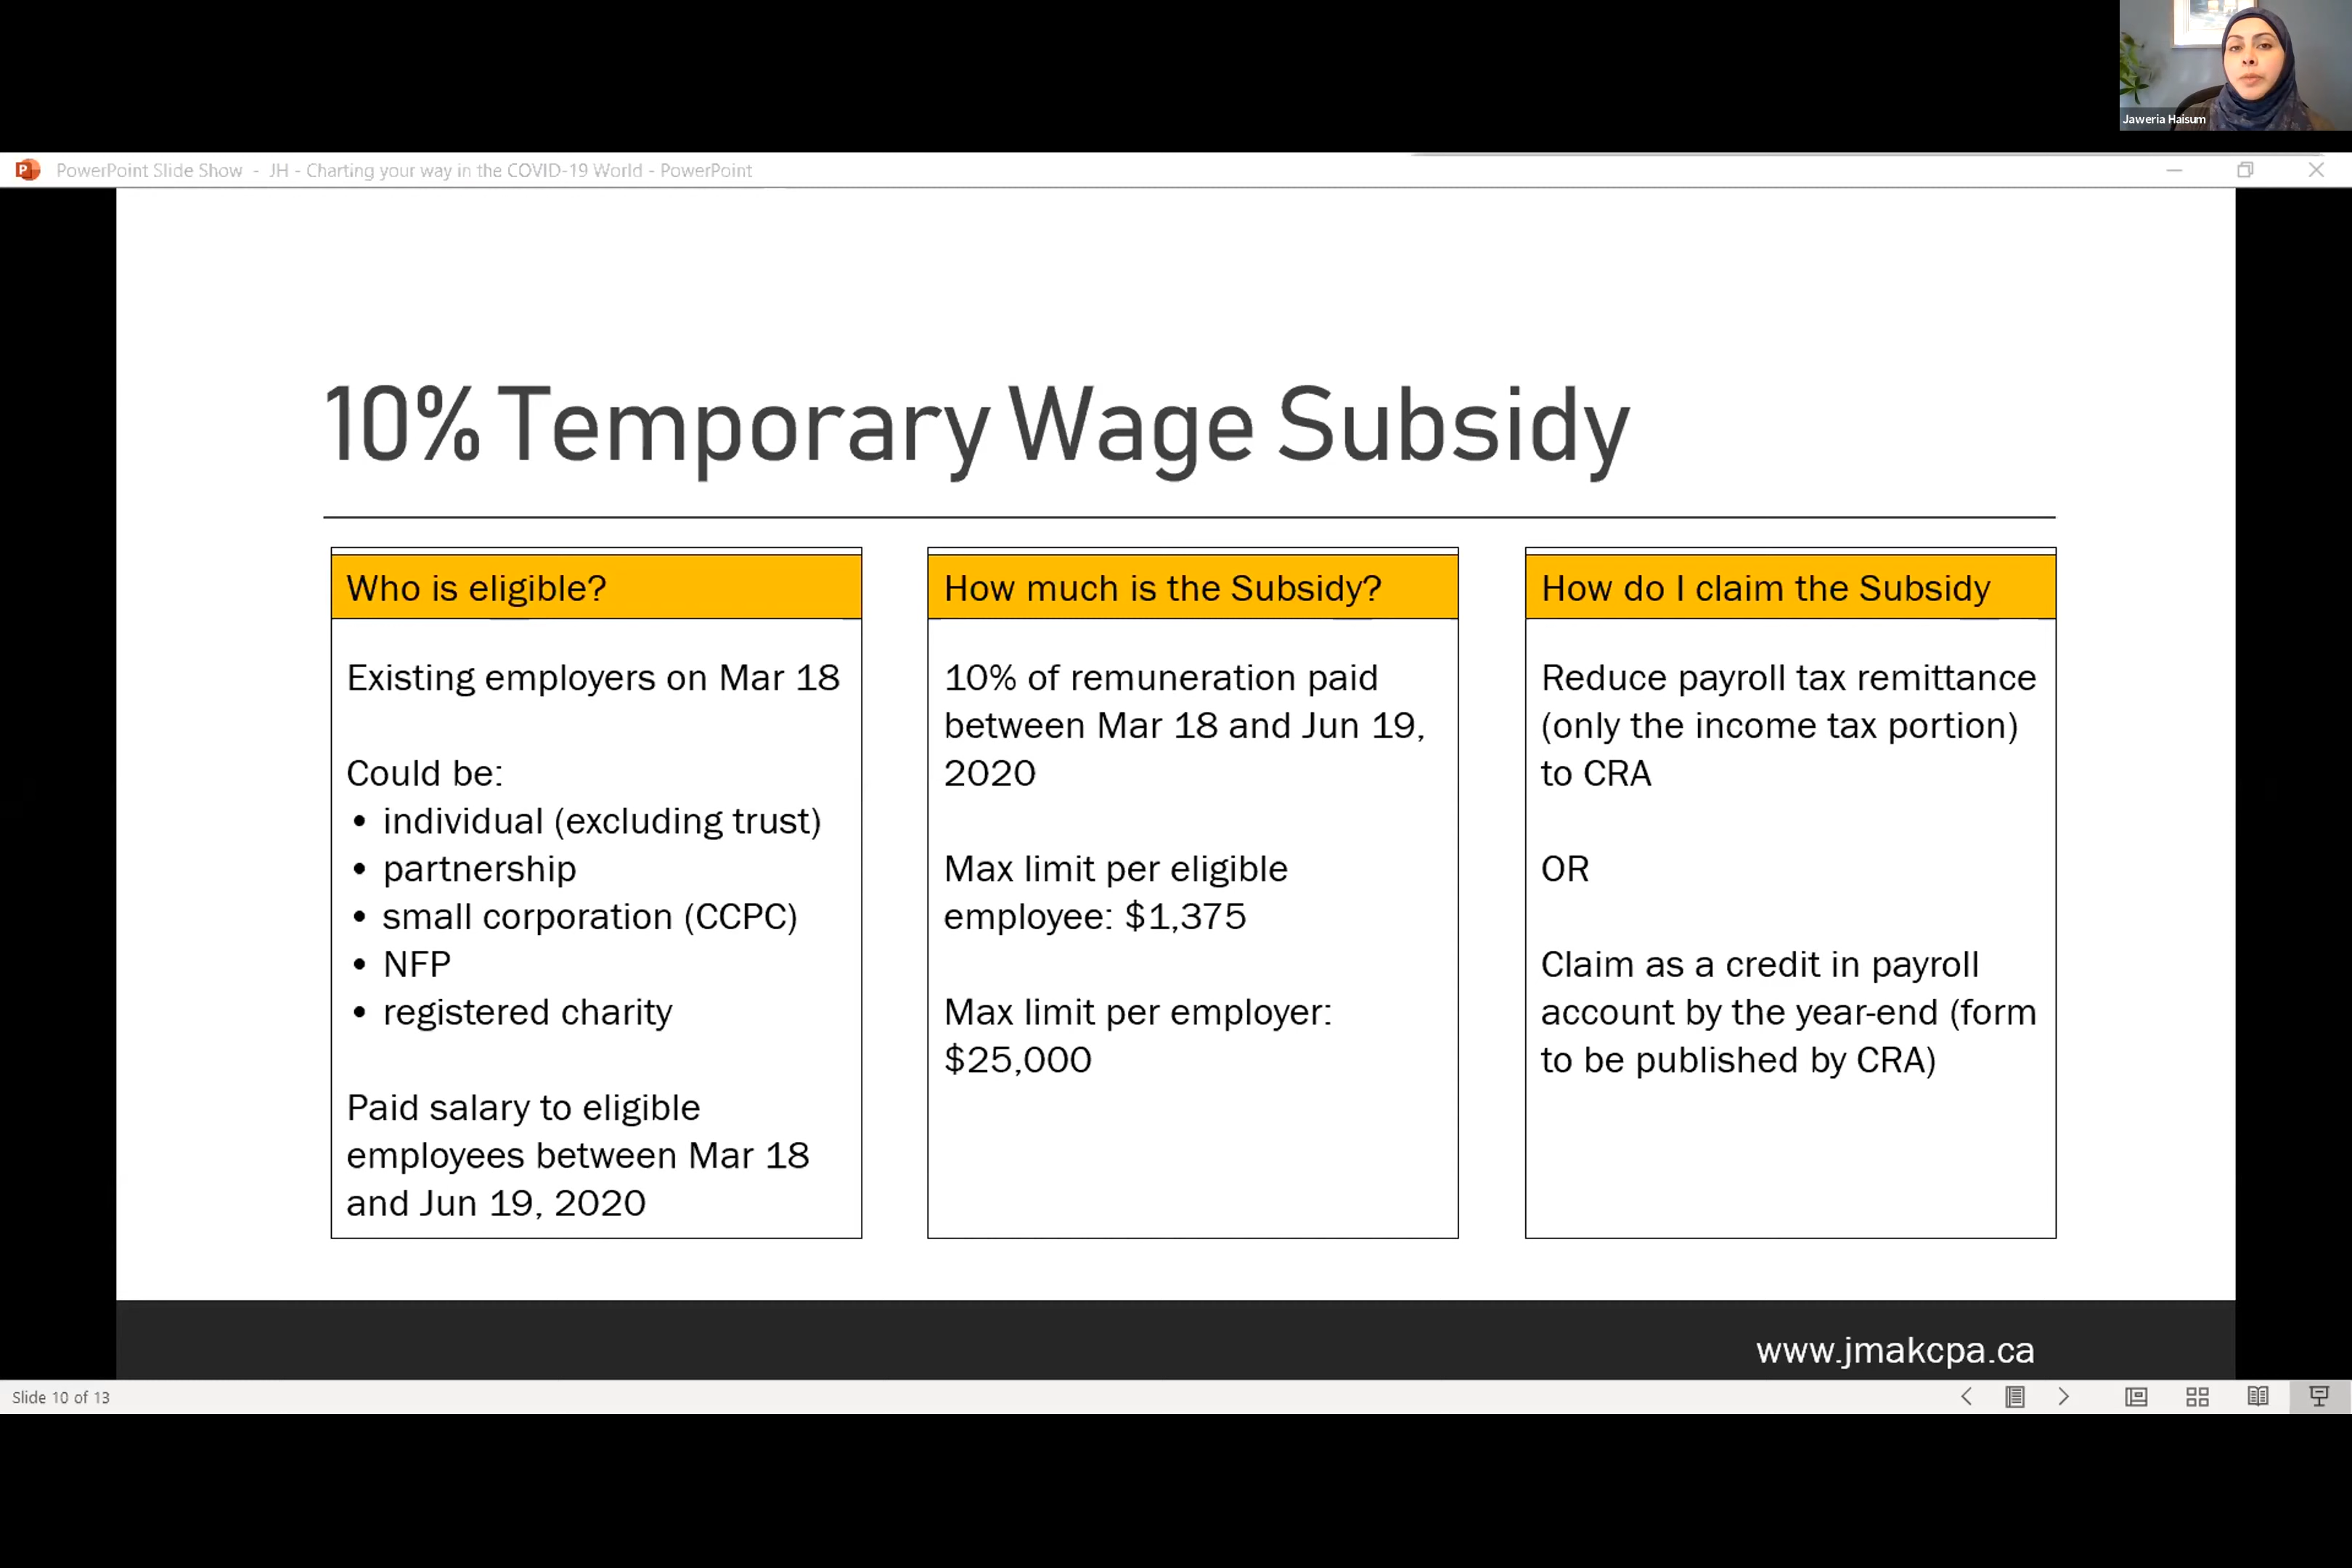 Jaweria Haisum
PowerPoint Slide Show - JH - Charting your way in the COVID-19 World - PowerPoint
10% Temporary Wage Subsidy
Who is eligible?
Existing employers on Mar 18
Could be:
• individual (excluding trust)
• partnership
• small corporation (CCPC)
• NFP
• registered charity
Paid salary to eligible
employees between Mar 18
and Jun 19, 2020
How much is the Subsidy?
10% of remuneration paid
between Mar 18 and Jun 19,
2020
Max limit per eligible
employee: $1,375
Max limit per employer:
$25,000
How do I claim the Subsidy
Reduce payroll tax remittance
(only the income tax portion)
to CRA
OR
Claim as a credit in payroll
account by the year-end (form
to be published by CRA)
www.jmakcpa.ca
Slide 10 of 13